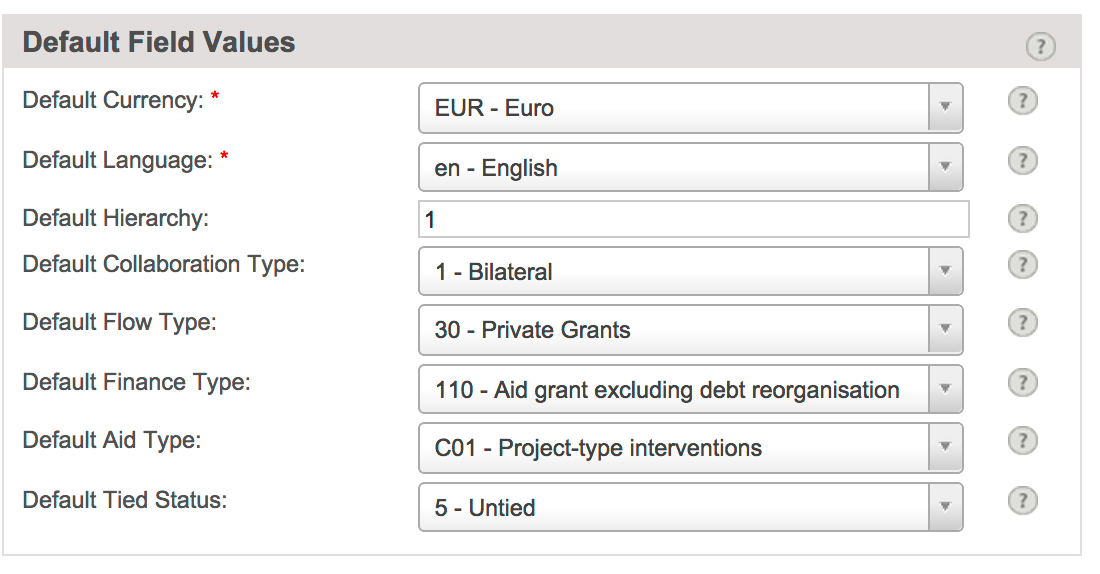 Default Field Values ?
Default Currency: * EUR - Euro ?
Default Language: * en - English ?
Default Hierarchy: 1 ?
Default Collaboration Type: 1 - Bilateral ?
Default Flow Type: 30 - Private Grants ?
Default Finance Type: 110 - Aid grant excluding debt reorganisation ?
Default Aid Type: C01 - Project-type interventions ?
Default Tied Status: 5 - Untied ?